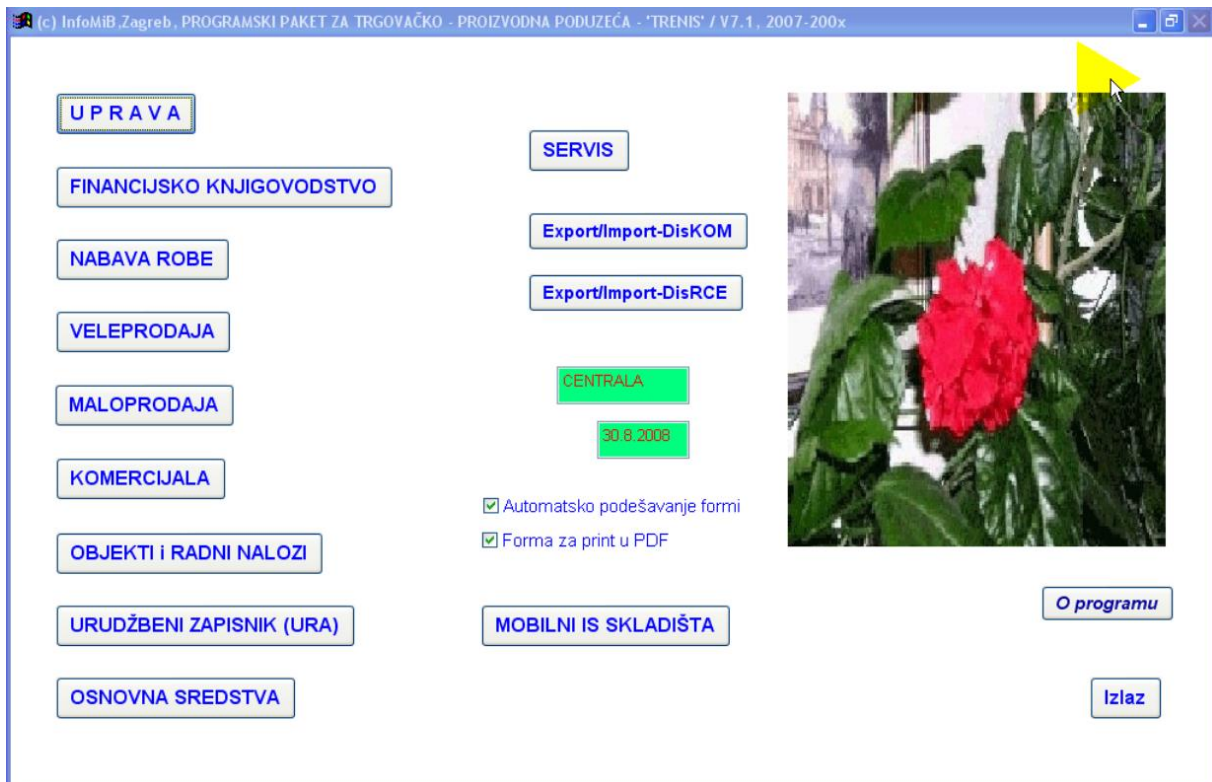 (c) InfoMiB,Zagreb, PROGRAMSKI PAKET ZA TRGOVAČKO - PROIZVODNA PODUZEĆA - 'TRENIS' / V7.1, 2007-200x
U P R A V A
FINANCIJSKO KNJIGOVODSTVO
NABAVA ROBE
VELEPRODAJA
MALOPRODAJA
KOMERCIJALA
OBJEKTI i RADNI NALOZI
URUDŽBENI ZAPISNIK (URA)
OSNOVNA SREDSTVA
SERVIS
Export/Import-DisKOM
Export/Import-DisRCE
CENTRALA
30.8.2008
Automatsko podešavanje formi
Forma za print u PDF
MOBILNI IS SKLADIŠTA
O programu
Izlaz